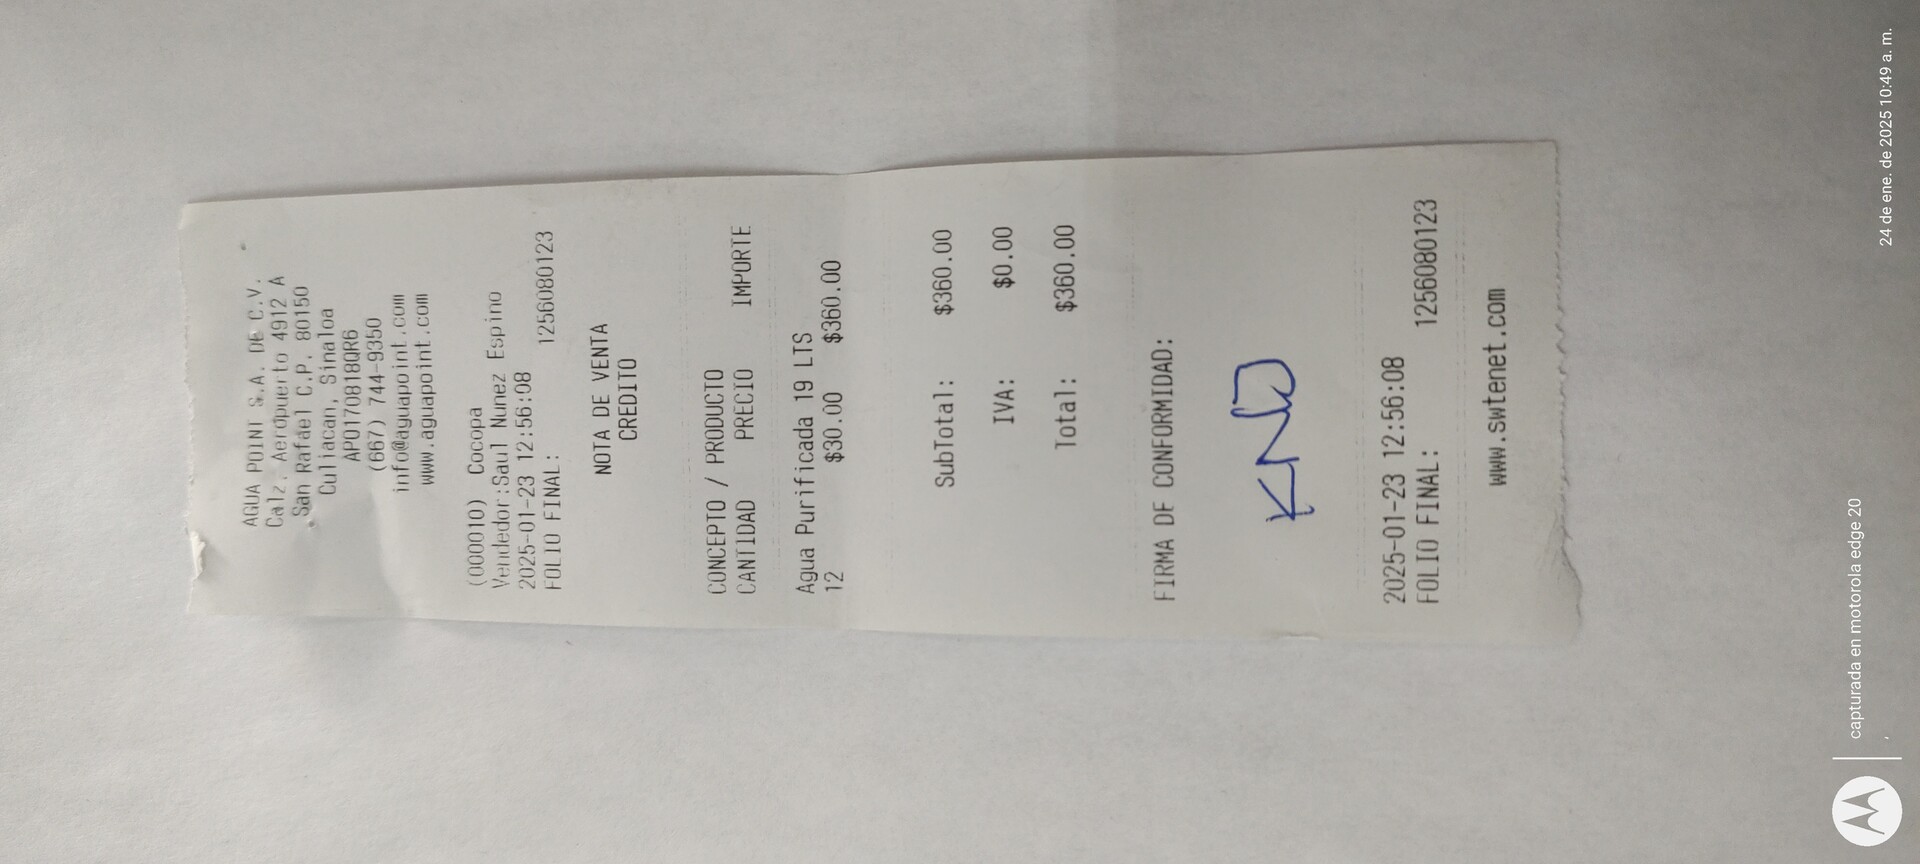 AGUA POINT S.A. DE C.V.
Calz. Aeropuerto 4912 A
San Rafael C.P. 80150
Culiacan, Sinaloa
APO170818QR6
(667) 744-9350
info@aguapoint.com
www.aguapoint.com
(000010) Cocopa
Vendedor:Saul Nunez Espino
2025-01-23 12:56:08
FOLIO FINAL: 1256080123
NOTA DE VENTA
CREDITO
CONCEPTO / PRODUCTO
CANTIDAD PRECIO IMPORTE
Agua Purificada 19 LTS
12 $30.00 $360.00
SubTotal: $360.00
IVA: $0.00
Total: $360.00
FIRMA DE CONFORMIDAD:
2025-01-23 12:56:08
FOLIO FINAL: 1256080123
www.swtenet.com
capturada en motorola edge 20
24 de ene. de 2025 10:49 a. m.